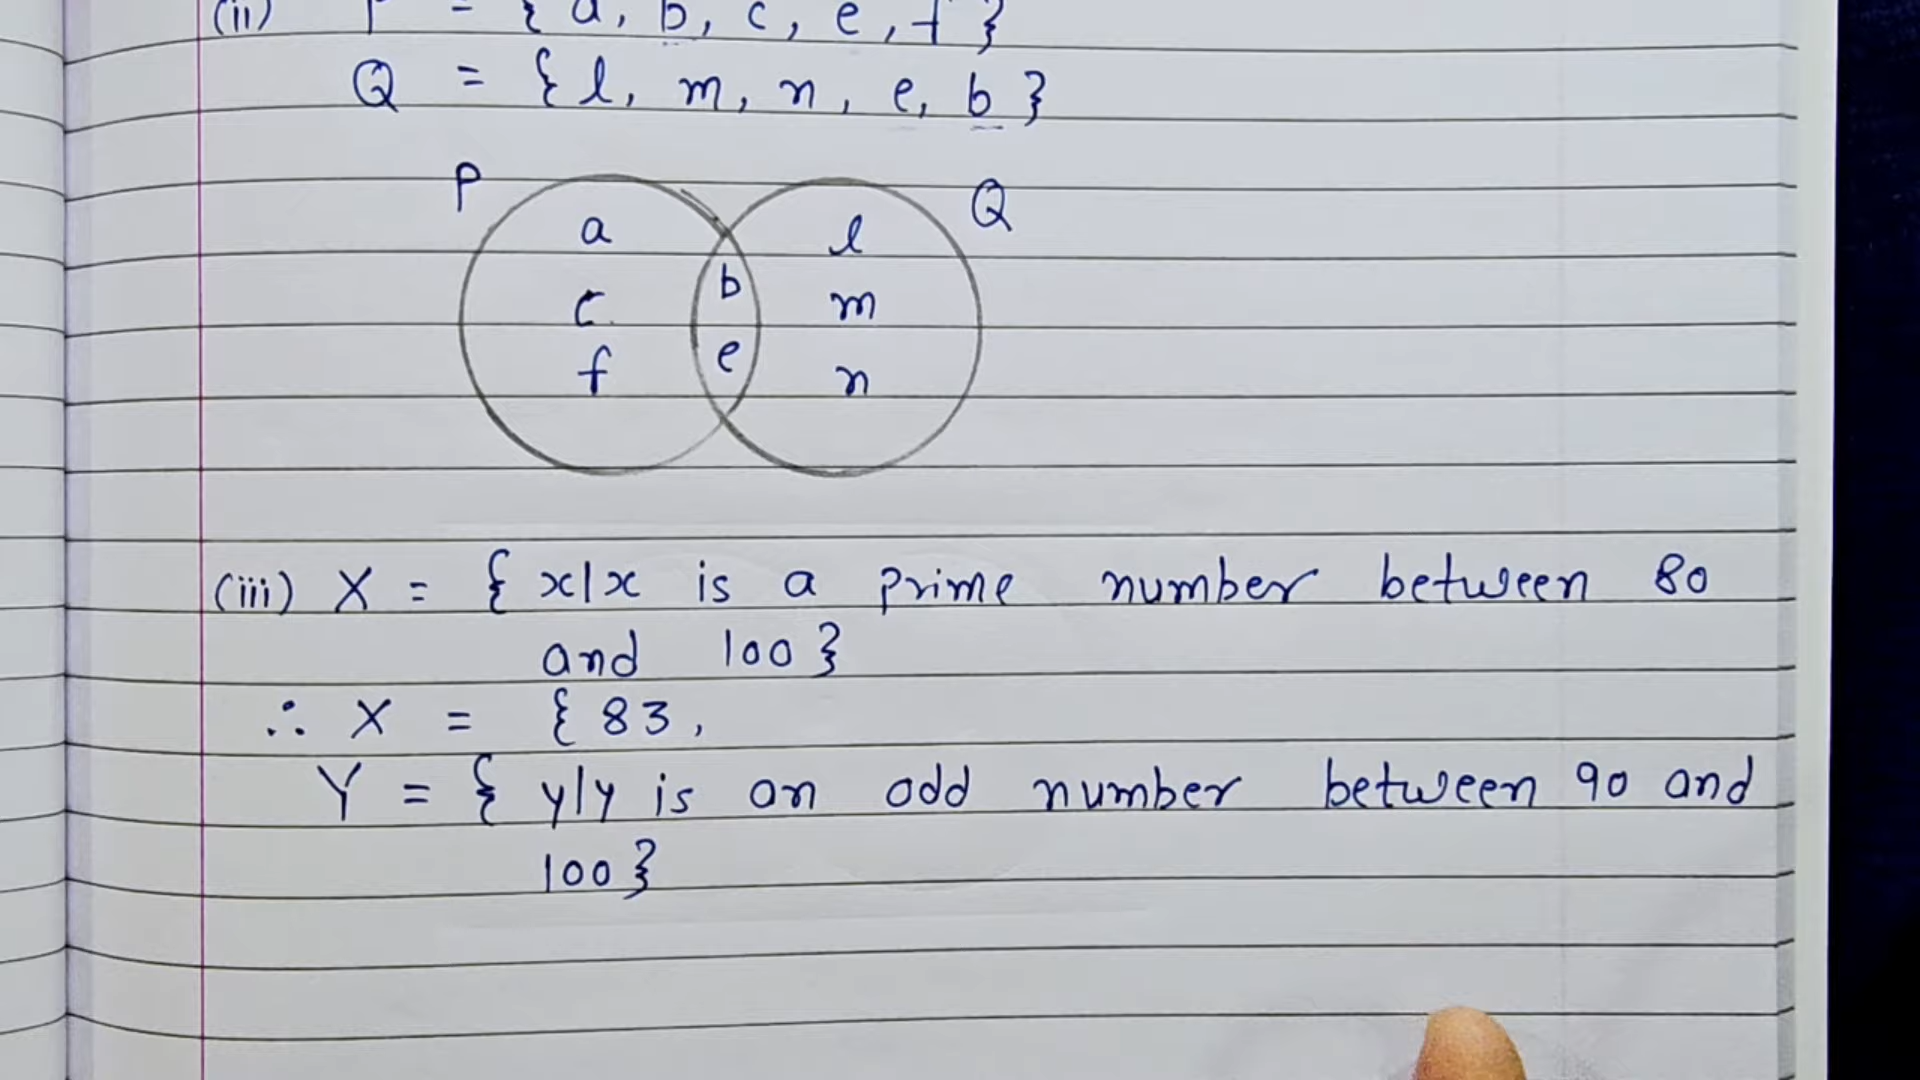 (ii) P = { a, b, c, e, f }
Q = { l, m, n, e, b }
P Q
a l
b
c m
e
f n
(iii) X = { x|x is a prime number between 80
and 100 }
∴ X = { 83,
Y = { y|y is an odd number between 90 and
100 }